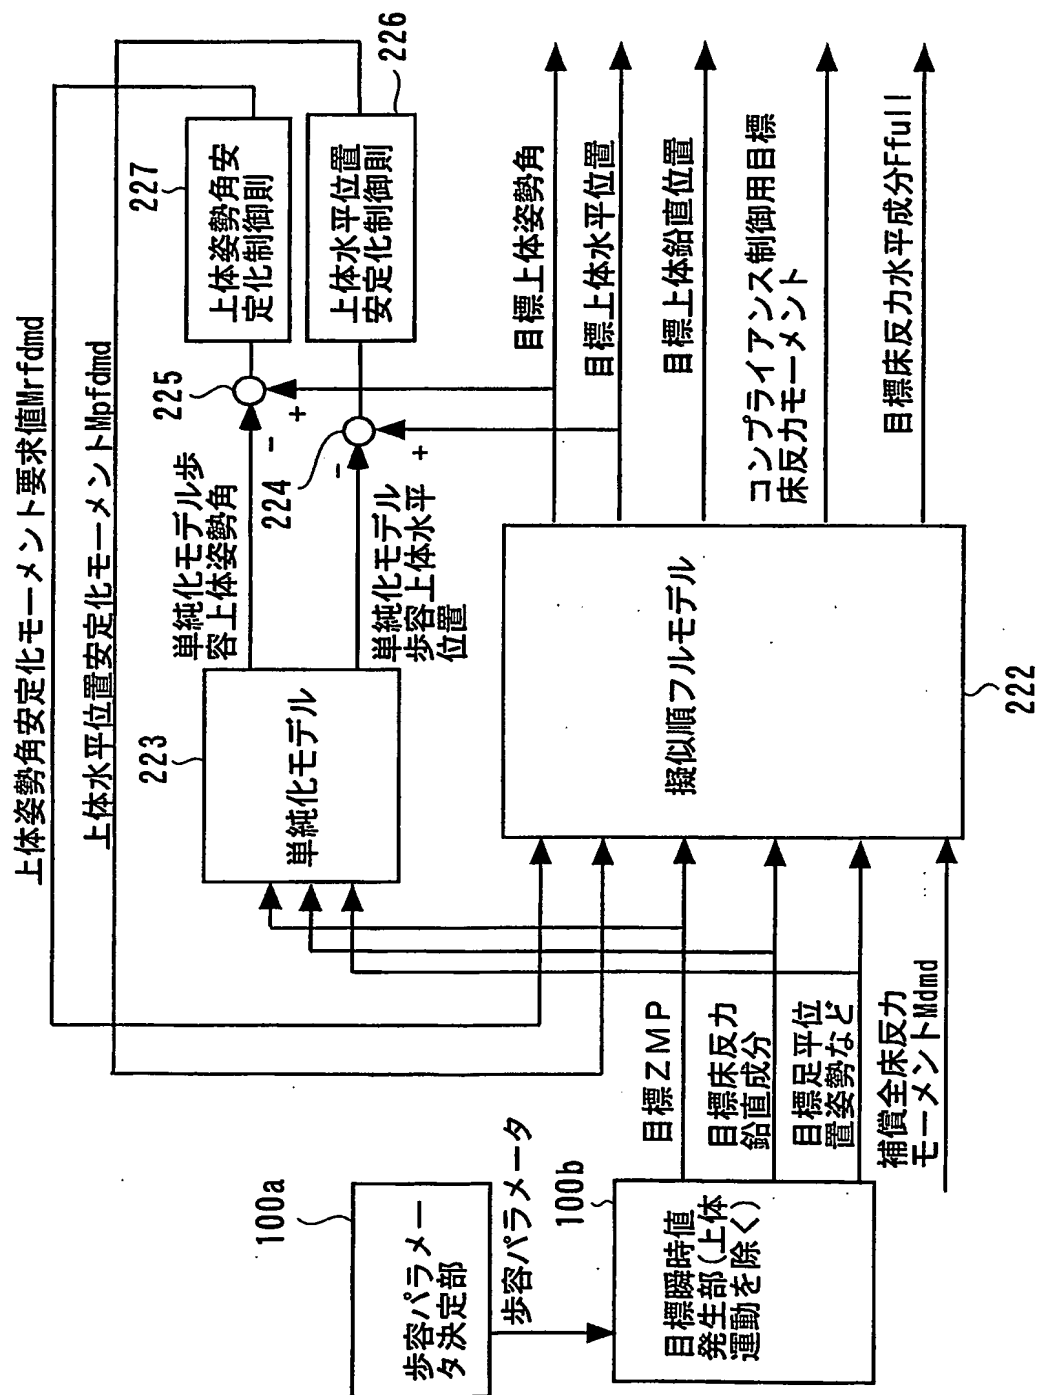 上体姿勢角安定化モーメント要求値Mrfdmd
上体水平位置安定化モーメントMpfdmd
227
上体姿勢角安
定化制御則
226
上体水平位置
安定化制御則
225
+
-
224
+
-
単純化モデル歩
容上体姿勢角
単純化モデル
歩容上体水平
位置
223
単純化モデル
目標上体姿勢角
目標上体水平位置
目標上体鉛直位置
コンプライアンス制御用目標
床反力モーメント
目標床反力水平成分Ffull
擬似順フルモデル
222
目標ZMP
目標床反力
鉛直成分
目標足平位
置姿勢など
補償全床反力
モーメントMdmd
100a
歩容パラメー
タ決定部
歩容パラメータ
100b
目標瞬時値
発生部(上体
運動を除く)